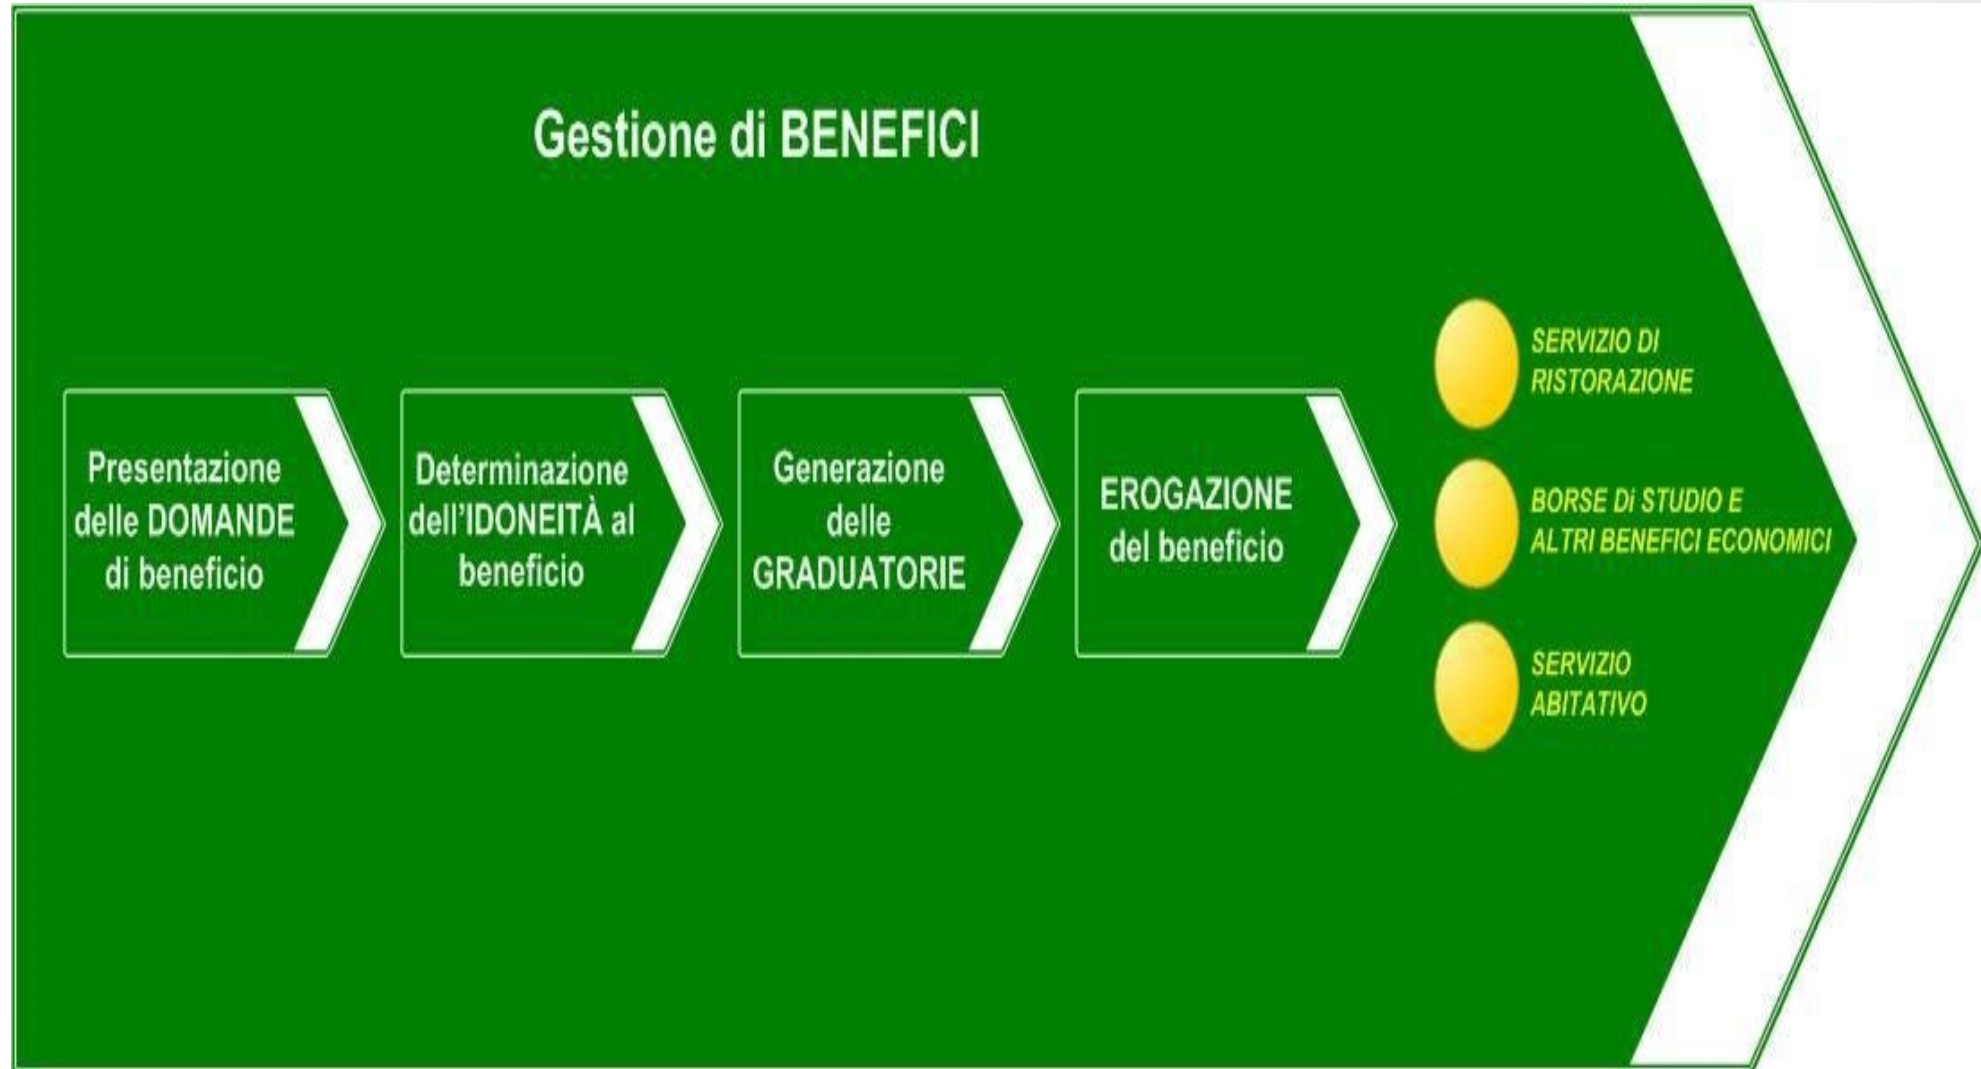 Gestione di BENEFICI
Presentazione
delle DOMANDE
di beneficio
Determinazione
dell'IDONEITÀ al
beneficio
Generazione
delle
GRADUATORIE
EROGAZIONE
del beneficio
SERVIZIO DI
RISTORAZIONE
BORSE Di STUDIO E
ALTRI BENEFICI ECONOMICI
SERVIZIO
ABITATIVO